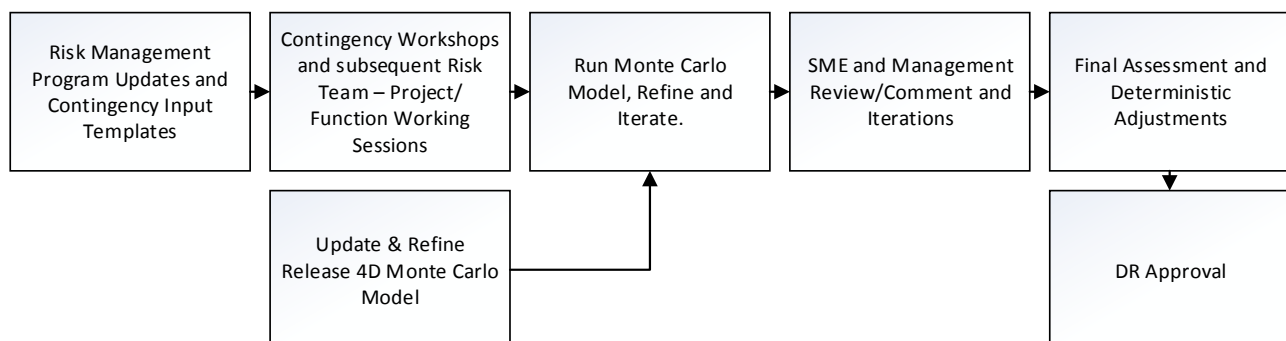 Risk Management
Program Updates and
Contingency Input
Templates
Contingency Workshops
and subsequent Risk
Team – Project/
Function Working
Sessions
Run Monte Carlo
Model, Refine and
Iterate.
SME and Management
Review/Comment and
Iterations
Final Assessment and
Deterministic
Adjustments
Update & Refine
Release 4D Monte Carlo
Model
DR Approval